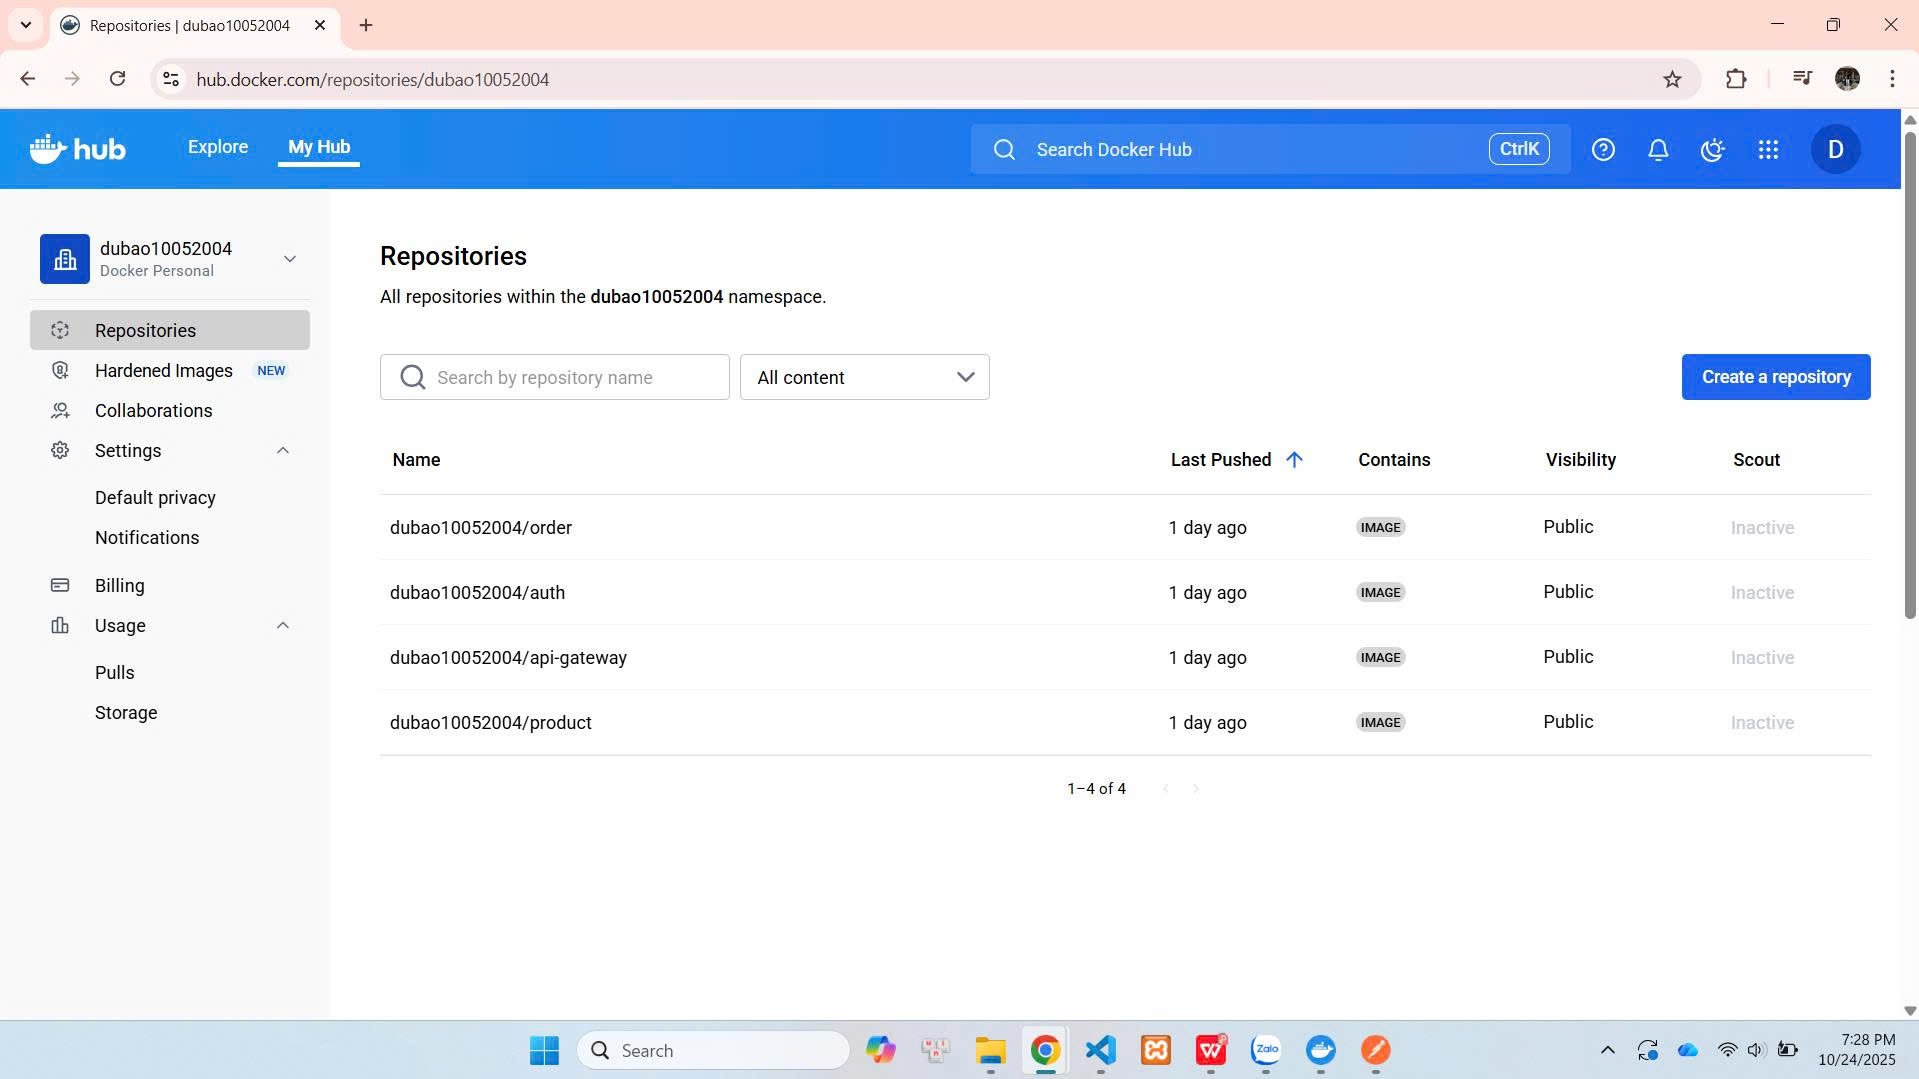 Repositories | dubao10052004
hub.docker.com/repositories/dubao10052004
hub
Explore
My Hub
Search Docker Hub
CtrlK
D
dubao10052004
Docker Personal
Repositories
Hardened Images NEW
Collaborations
Settings
Default privacy
Notifications
Billing
Usage
Pulls
Storage
Repositories
All repositories within the dubao10052004 namespace.
Search by repository name
All content
Create a repository
Name Last Pushed Contains Visibility Scout
dubao10052004/order 1 day ago IMAGE Public Inactive
dubao10052004/auth 1 day ago IMAGE Public Inactive
dubao10052004/api-gateway 1 day ago IMAGE Public Inactive
dubao10052004/product 1 day ago IMAGE Public Inactive
1–4 of 4
Search
Zalo
7:28 PM
10/24/2025